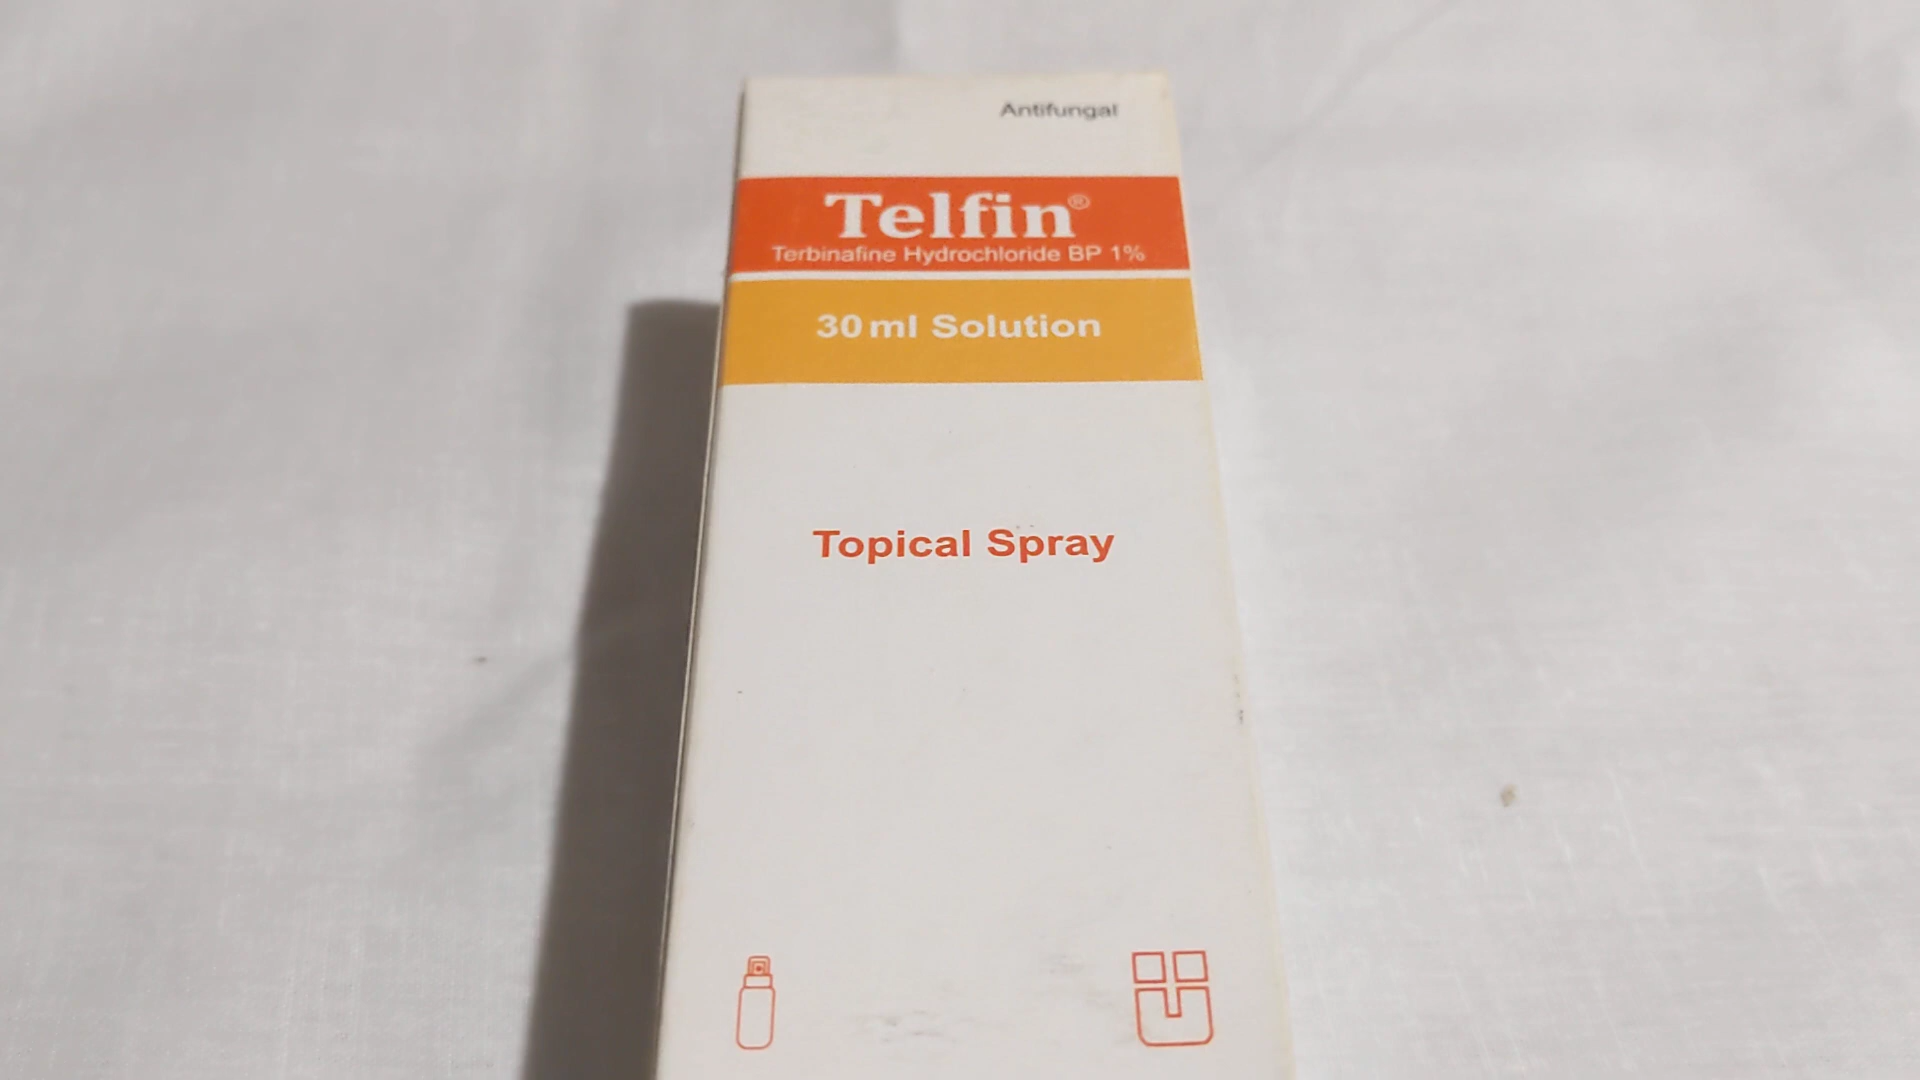 Antifungal
Telfin®
Terbinafine Hydrochloride BP 1%
30 ml Solution
Topical Spray